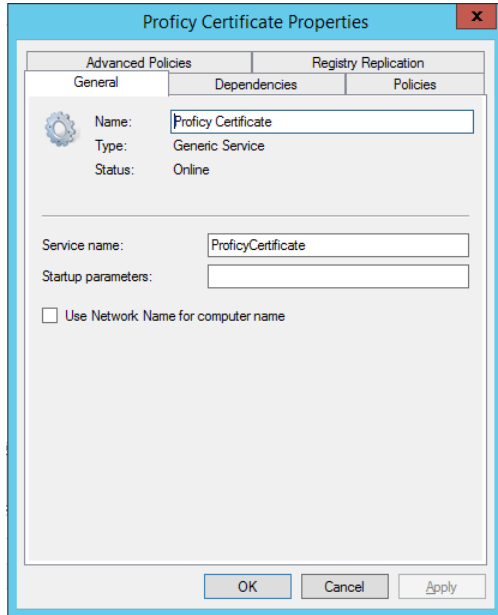 Proficy Certificate Properties
x
Advanced Policies
Registry Replication
General
Dependencies
Policies
Name: Proficy Certificate
Type: Generic Service
Status: Online
Service name: ProficyCertificate
Startup parameters:
Use Network Name for computer name
OK
Cancel
Apply